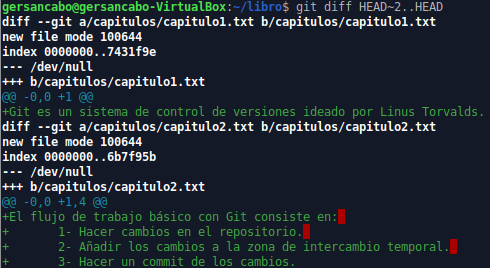 gersancabo@gersancabo-VirtualBox:~/libro$ git diff HEAD~2..HEAD
diff --git a/capitulos/capitulo1.txt b/capitulos/capitulo1.txt
new file mode 100644
index 0000000..7431f9e
--- /dev/null
+++ b/capitulos/capitulo1.txt
@@ -0,0 +1 @@
+Git es un sistema de control de versiones ideado por Linus Torvalds.
diff --git a/capitulos/capitulo2.txt b/capitulos/capitulo2.txt
new file mode 100644
index 0000000..6b7f95b
--- /dev/null
+++ b/capitulos/capitulo2.txt
@@ -0,0 +1,4 @@
+El flujo de trabajo básico con Git consiste en:
+       1- Hacer cambios en el repositorio.
+       2- Añadir los cambios a la zona de intercambio temporal.
+       3- Hacer un commit de los cambios.